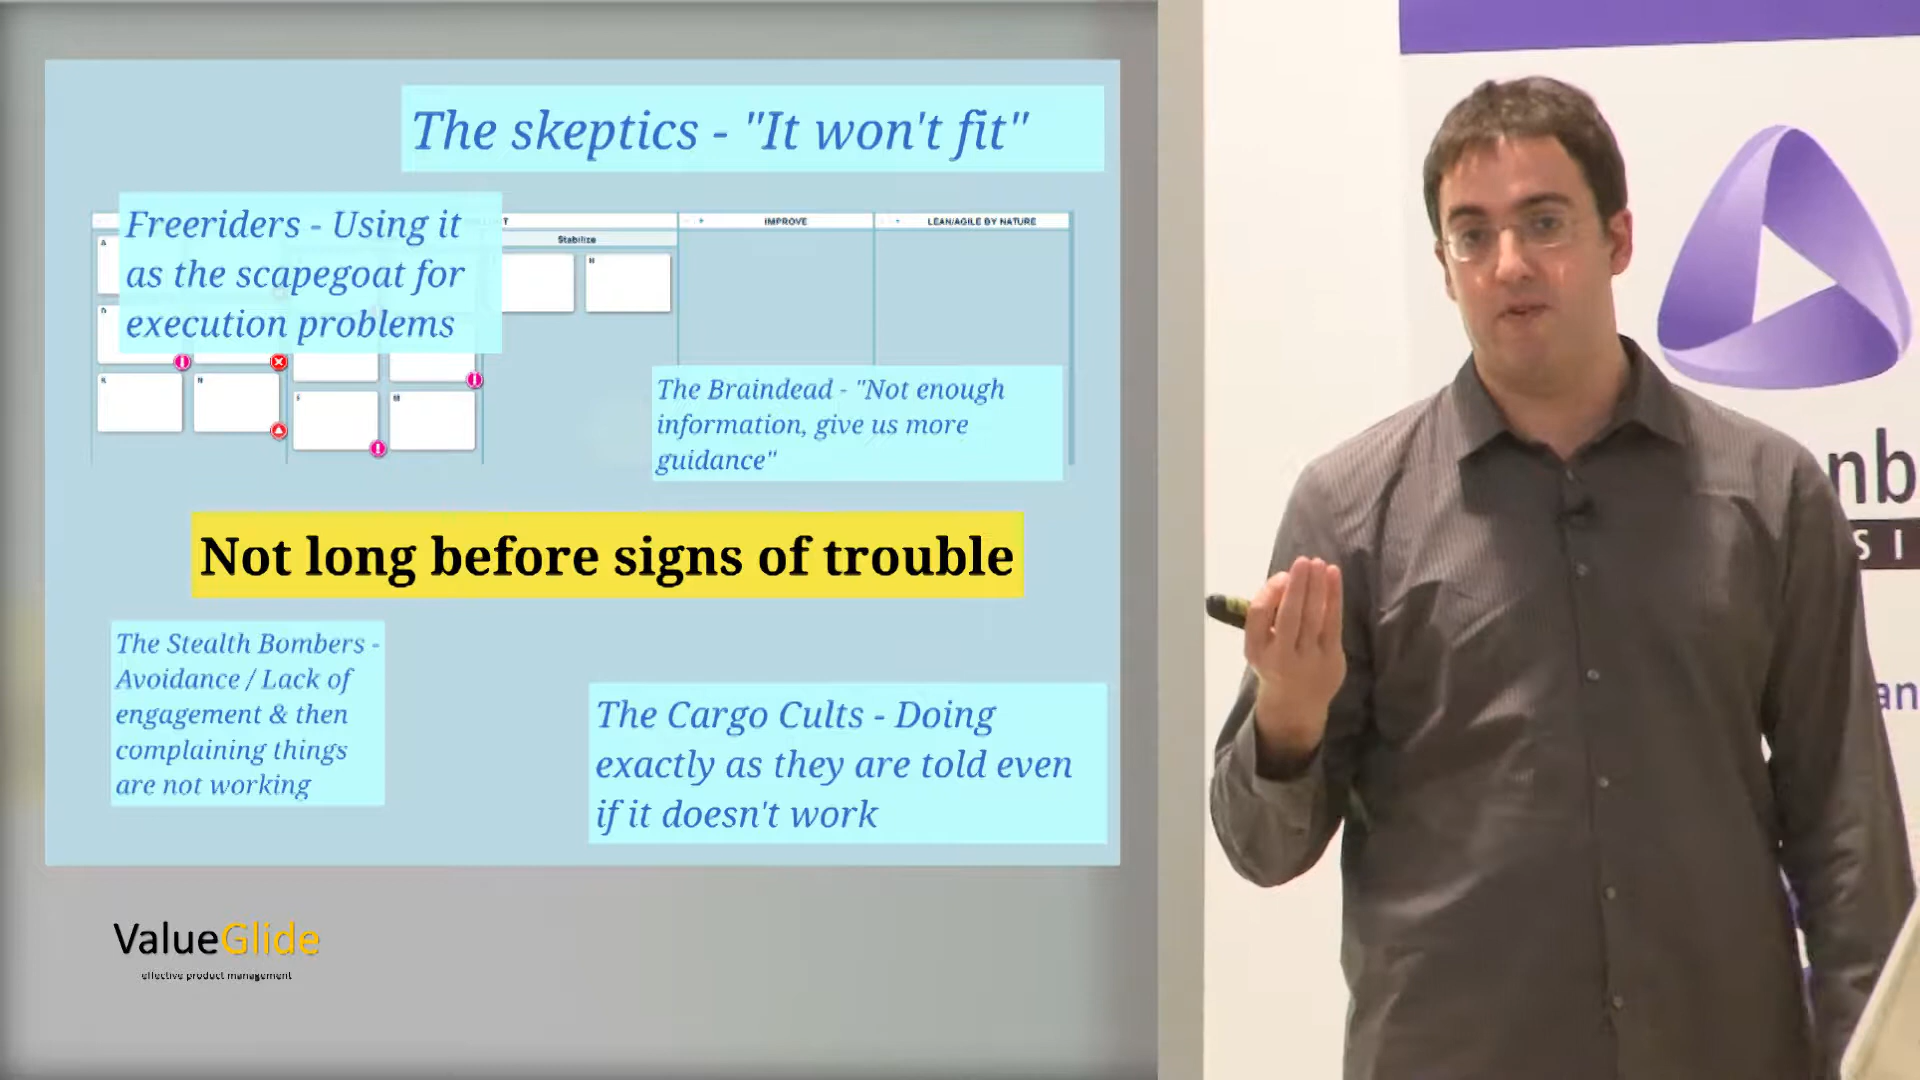 The skeptics - "It won't fit"
Freeriders - Using it
as the scapegoat for
execution problems
IMPROVE
LEAN/AGILE BY NATURE
Stabilize
The Braindead - "Not enough
information, give us more
guidance"
Not long before signs of trouble
The Stealth Bombers -
Avoidance / Lack of
engagement & then
complaining things
are not working
The Cargo Cults - Doing
exactly as they are told even
if it doesn't work
ValueGlide
effective product management
nb
SI
an